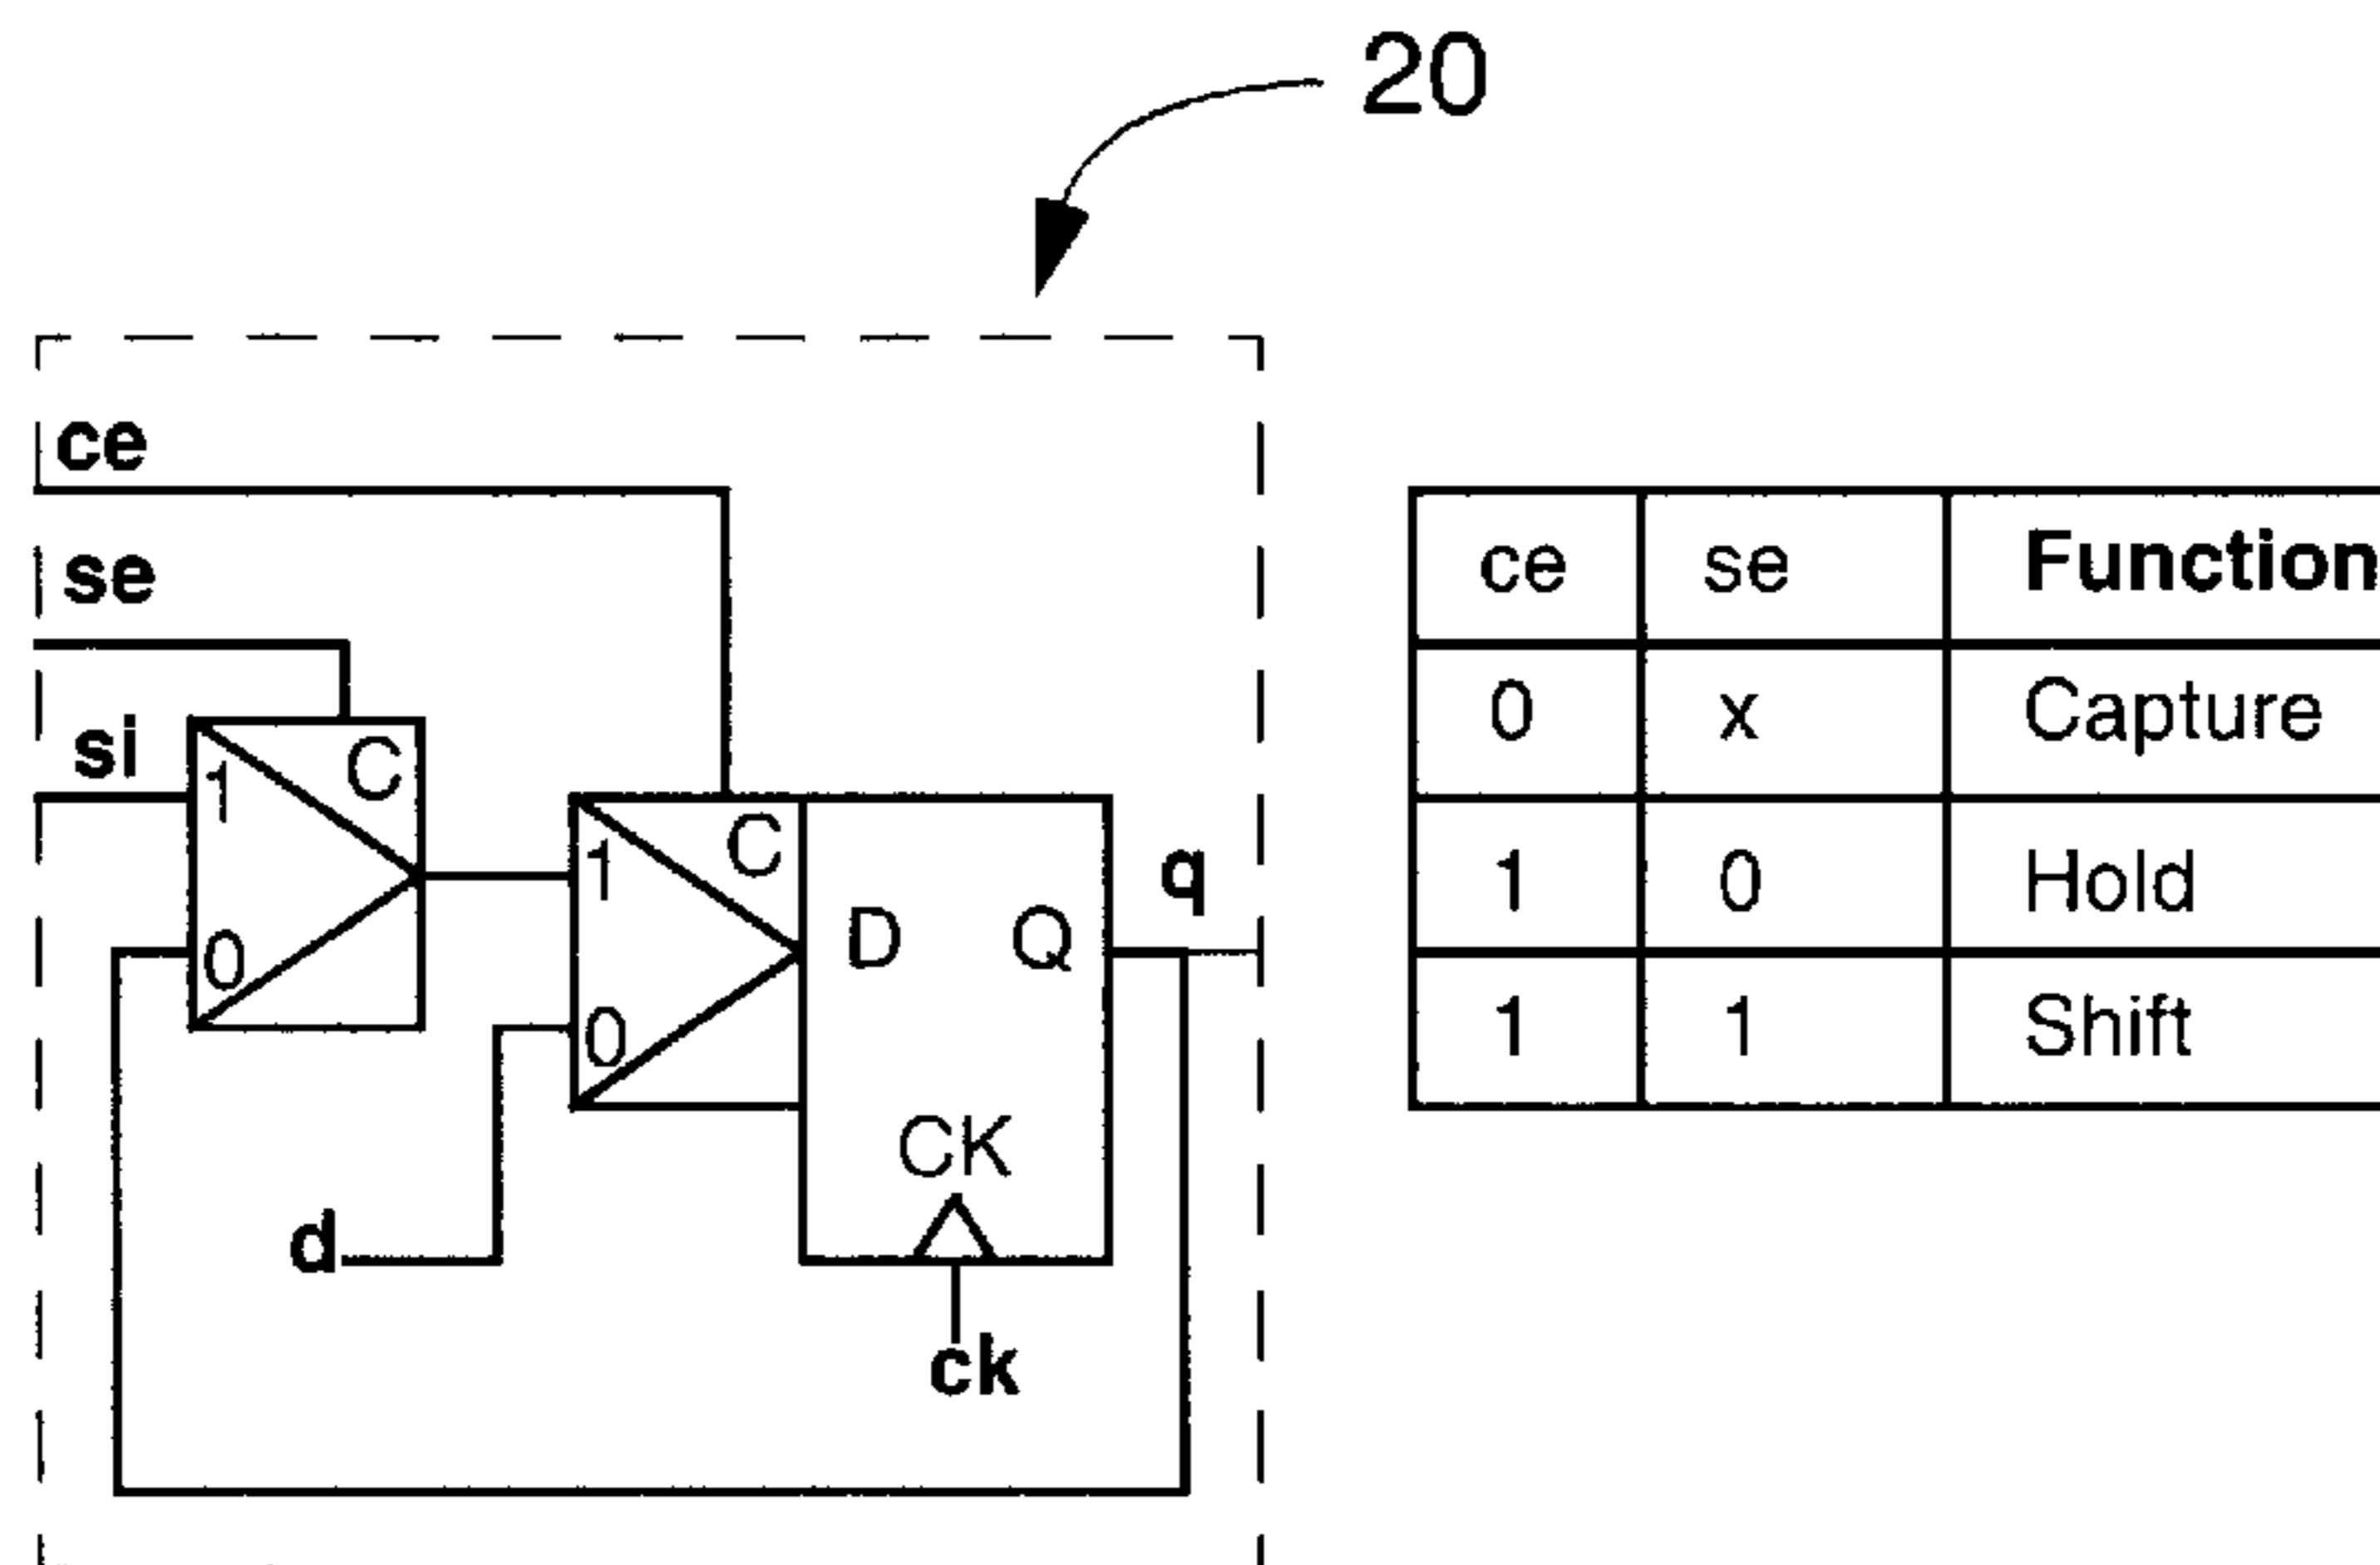 20
ce
se
si
1
C
0
1
C
0
D
Q
q
CK
d
ck
ce se Function
0 x Capture
1 0 Hold
1 1 Shift